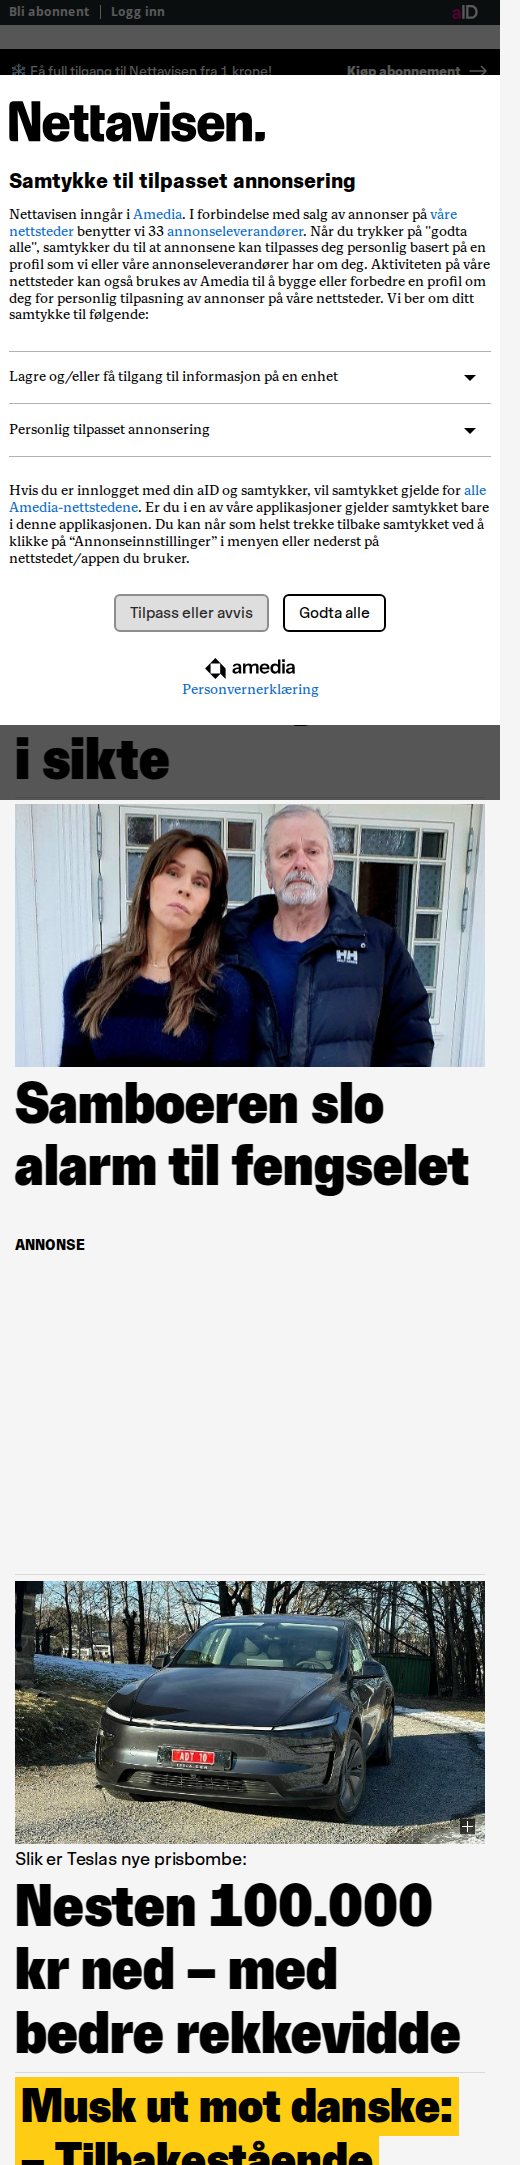 Bli abonnent | Logg inn
aID
Få full tilgang til Nettavisen fra 1 krone! Kjøp abonnement →
Nettavisen.
Samtykke til tilpasset annonsering
Nettavisen inngår i Amedia. I forbindelse med salg av annonser på våre
nettsteder benytter vi 33 annonseleverandører. Når du trykker på "godta
alle", samtykker du til at annonsene kan tilpasses deg personlig basert på en
profil som vi eller våre annonseleverandører har om deg. Aktiviteten på våre
nettsteder kan også brukes av Amedia til å bygge eller forbedre en profil om
deg for personlig tilpasning av annonser på våre nettsteder. Vi ber om ditt
samtykke til følgende:
Lagre og/eller få tilgang til informasjon på en enhet
Personlig tilpasset annonsering
Hvis du er innlogget med din aID og samtykker, vil samtykket gjelde for alle
Amedia-nettstedene. Er du i en av våre applikasjoner gjelder samtykket bare
i denne applikasjonen. Du kan når som helst trekke tilbake samtykket ved å
klikke på “Annonseinnstillinger” i menyen eller nederst på
nettstedet/appen du bruker.
Tilpass eller avvis
Godta alle
amedia
Personvernerklæring
i sikte
HH
Samboeren slo
alarm til fengselet
ANNONSE
ADT 10
Slik er Teslas nye prisbombe:
Nesten 100.000
kr ned – med
bedre rekkevidde
Musk ut mot danske:
– Tilbakestående